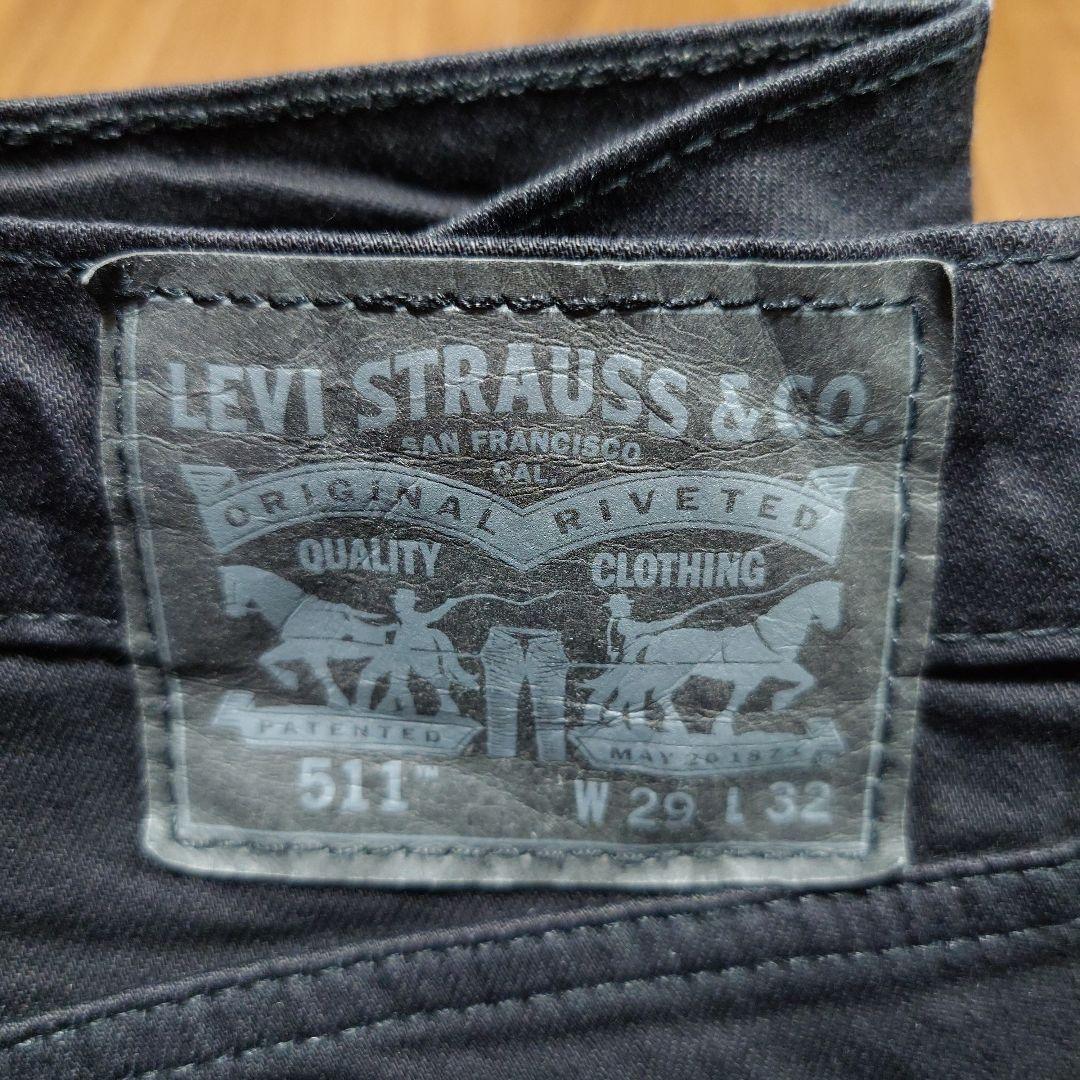 LEVI STRAUSS & CO.
SAN FRANCISCO
CAL.
ORIGINAL RIVETED
QUALITY CLOTHING
PATENTED MAY 20 1873
511™ W 29 L 32